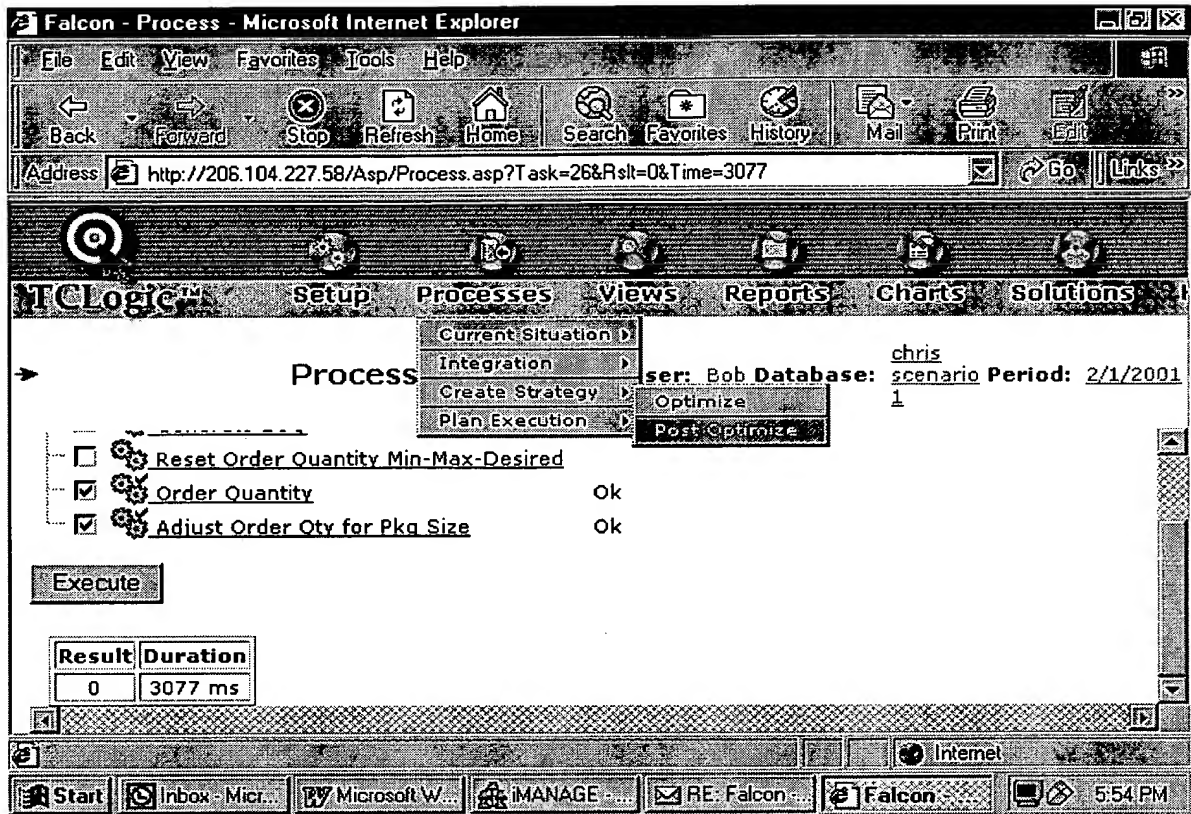 Falcon - Process - Microsoft Internet Explorer
File Edit View Favorites Tools Help
Back Forward Stop Refresh Home Search Favorites History Mail Print Edit
Address http://206.104.227.58/Asp/Process.asp?Task=26&Rslt=0&Time=3077 Go Links
TCLogic™ Setup Processes Views Reports Charts Solutions
Current Situation
Integration
Create Strategy
Plan Execution
Optimize
Post Optimize
Process ser: Bob Database: chris scenario 1 Period: 2/1/2001
Reset Order Quantity Min-Max-Desired
Order Quantity Ok
Adjust Order Qty for Pkg Size Ok
Execute
Result Duration
0 3077 ms
Internet
Start Inbox - Micr... Microsoft W... iMANAGE - ... RE: Falcon - ... Falcon 5:54 PM